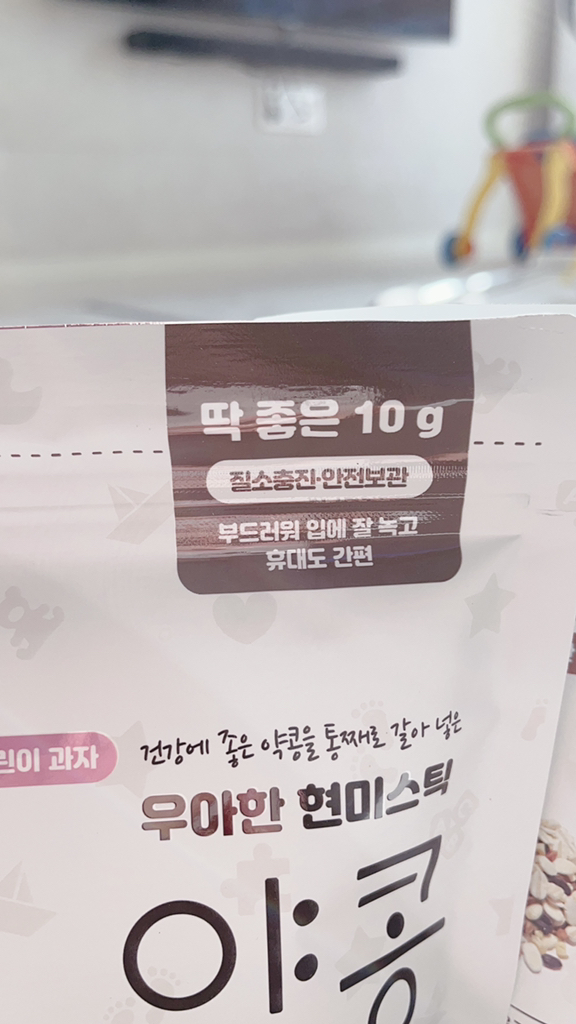 딱 좋은 10 g
질소충진·안전보관
부드러워 입에 잘 녹고
휴대도 간편
린이 과자
건강에 좋은 약콩을 통째로 갈아 넣은
우아한 현미스틱
약콩